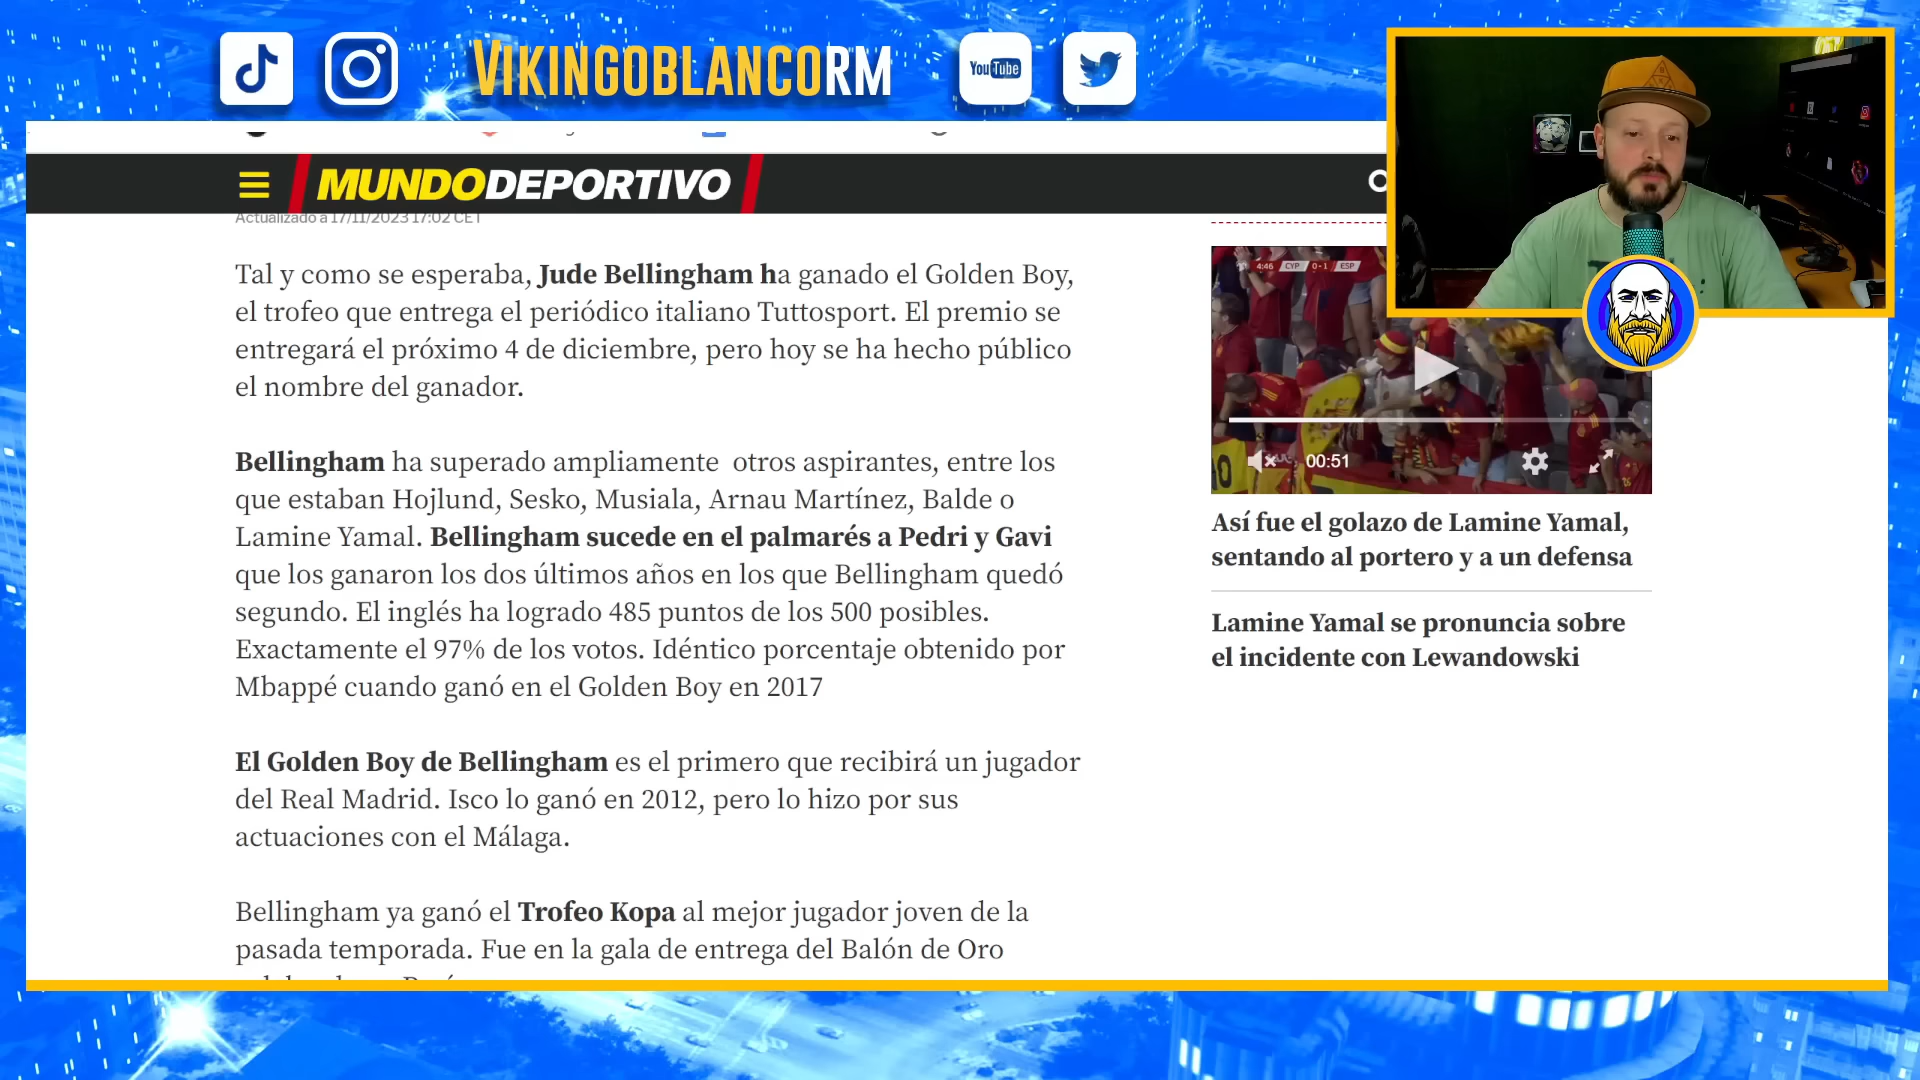 VIKINGOBLANCORM
You Tube
MUNDODEPORTIVO
Actualizado a 17/11/2023 17:02 CET
Tal y como se esperaba, Jude Bellingham ha ganado el Golden Boy,
el trofeo que entrega el periódico italiano Tuttosport. El premio se
entregará el próximo 4 de diciembre, pero hoy se ha hecho público
el nombre del ganador.
Bellingham ha superado ampliamente otros aspirantes, entre los
que estaban Hojlund, Sesko, Musiala, Arnau Martínez, Balde o
Lamine Yamal. Bellingham sucede en el palmarés a Pedri y Gavi
que los ganaron los dos últimos años en los que Bellingham quedó
segundo. El inglés ha logrado 485 puntos de los 500 posibles.
Exactamente el 97% de los votos. Idéntico porcentaje obtenido por
Mbappé cuando ganó en el Golden Boy en 2017
El Golden Boy de Bellingham es el primero que recibirá un jugador
del Real Madrid. Isco lo ganó en 2012, pero lo hizo por sus
actuaciones con el Málaga.
Bellingham ya ganó el Trofeo Kopa al mejor jugador joven de la
pasada temporada. Fue en la gala de entrega del Balón de Oro
4:46 CYP 0-1 ESP
00:51
Así fue el golazo de Lamine Yamal,
sentando al portero y a un defensa
Lamine Yamal se pronuncia sobre
el incidente con Lewandowski